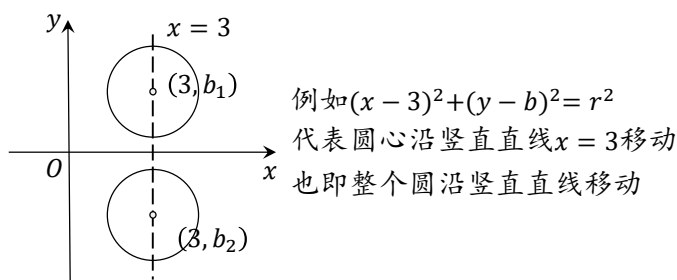 y
x = 3
(3, b₁)
O
x
(3, b₂)
例如(x − 3)²+(y − b)²= r²
代表圆心沿竖直直线x = 3移动
也即整个圆沿竖直直线移动